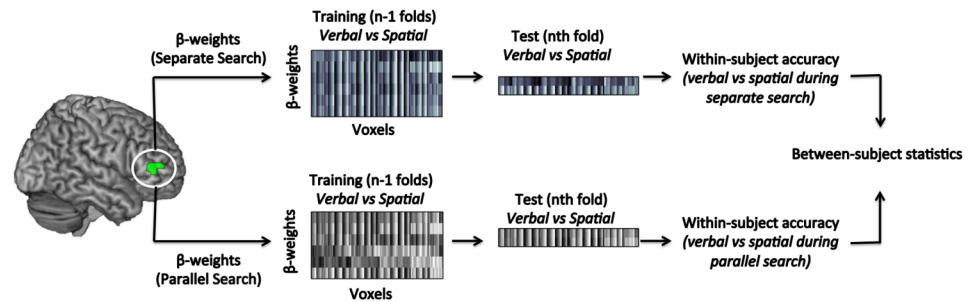 β-weights
(Separate Search)
Training (n-1 folds)
Verbal vs Spatial
β-weights
Voxels
Test (nth fold)
Verbal vs Spatial
Within-subject accuracy
(verbal vs spatial during
separate search)
Between-subject statistics
β-weights
(Parallel Search)
Training (n-1 folds)
Verbal vs Spatial
β-weights
Voxels
Test (nth fold)
Verbal vs Spatial
Within-subject accuracy
(verbal vs spatial during
parallel search)